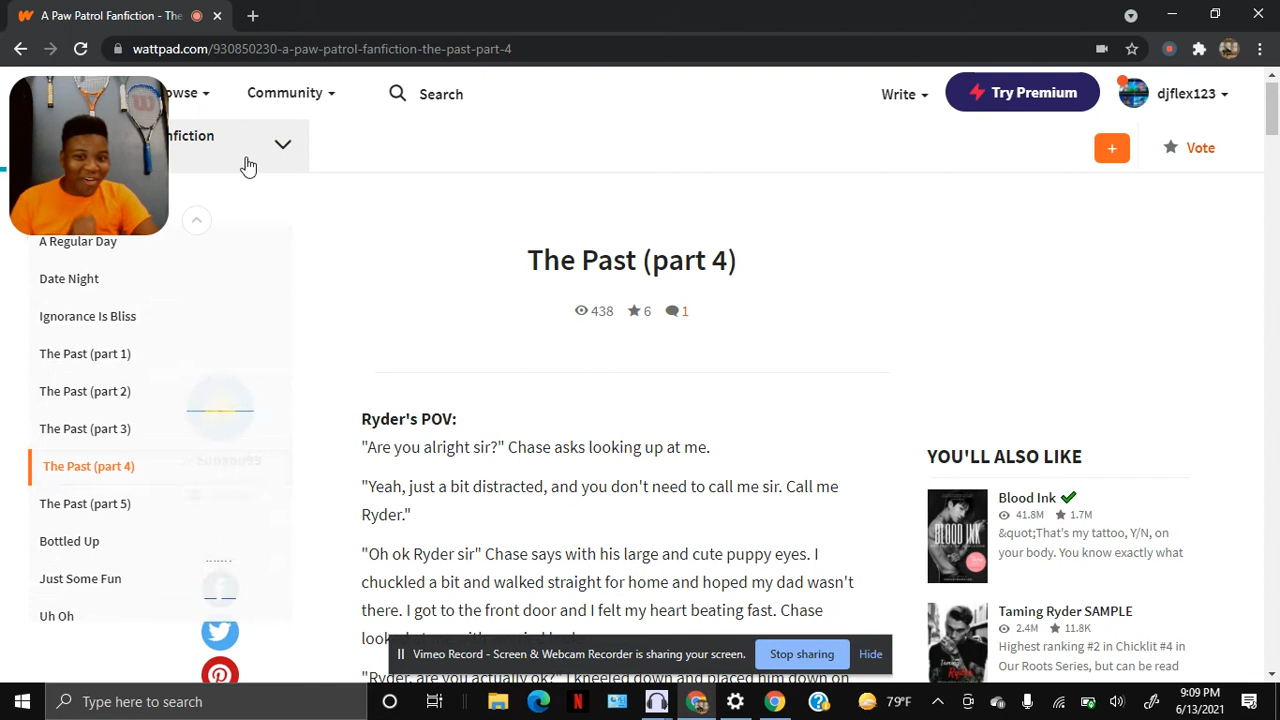 A Paw Patrol Fanfiction - The
wattpad.com/930850230-a-paw-patrol-fanfiction-the-past-part-4
Community
Search
Write
Try Premium
djflex123
nfiction
+
Vote
A Regular Day
Date Night
Ignorance Is Bliss
The Past (part 1)
The Past (part 2)
The Past (part 3)
The Past (part 4)
The Past (part 5)
Bottled Up
Just Some Fun
Uh Oh
The Past (part 4)
438 6 1
Ryder's POV:
"Are you alright sir?" Chase asks looking up at me.
"Yeah, just a bit distracted, and you don't need to call me sir. Call me
Ryder."
"Oh ok Ryder sir" Chase says with his large and cute puppy eyes. I
chuckled a bit and walked straight for home and hoped my dad wasn't
there. I got to the front door and I felt my heart beating fast. Chase
YOU'LL ALSO LIKE
Blood Ink
41.8M 1.7M
&quot;That's my tattoo, Y/N, on
your body. You know exactly what
BLOOD INK
Taming Ryder SAMPLE
2.4M 11.8K
Highest ranking #2 in Chicklit #4 in
Our Roots Series, but can be read
Vimeo Record - Screen & Webcam Recorder is sharing your screen.
Stop sharing
Hide
Type here to search
79°F
9:09 PM
6/13/2021